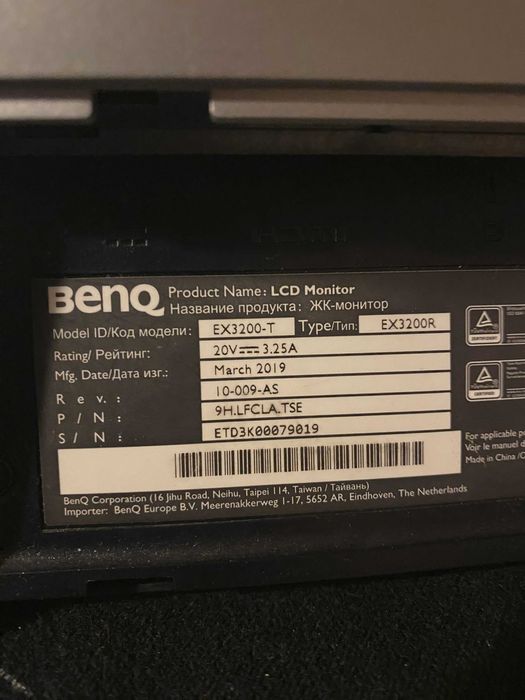 BenQ Product Name: LCD Monitor
Название продукта: ЖК-монитор
Model ID/Код модели: EX3200-T Type/Тип: EX3200R
Rating/ Рейтинг: 20V⎓3.25A
Mfg. Date/Дата изг.: March 2019
R e v. : 10-009-AS
P / N : 9H.LFCLA.TSE
S / N : ETD3K00079019
BenQ Corporation (16 Jihu Road, Neihu, Taipei 114, Taiwan / Тайвань)
Importer: BenQ Europe B.V. Meerenakkerweg 1-17, 5652 AR, Eindhoven, The Netherlands
For applicable
Voir le manuel
Made in China